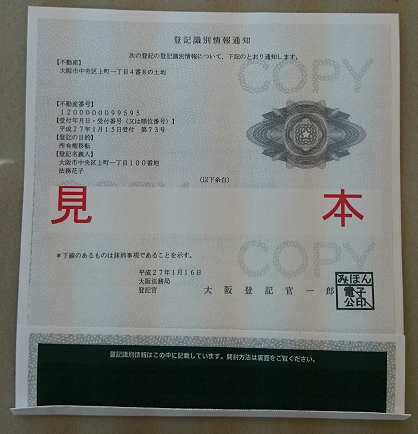 登記識別情報通知
次の登記の登記識別情報について、下記のとおり通知します。
【不動産】
大阪市中央区上町一丁目4番8の土地
【不動産番号】
1200000099595
【受付年月日・受付番号（又は順位番号）】
平成27年1月15日受付 第73号
【登記の目的】
所有権移転
【登記名義人】
大阪市中央区上町一丁目100番地
法務花子
（以下余白）
見 本
＊下線のあるものは抹消事項であることを示す。
平成27年1月16日
大阪法務局
登記官 大阪登記官一郎
みほん
電子
公印
COPY
COPY
登記識別情報はこの中に記載しています。開封方法は裏面をご覧ください。